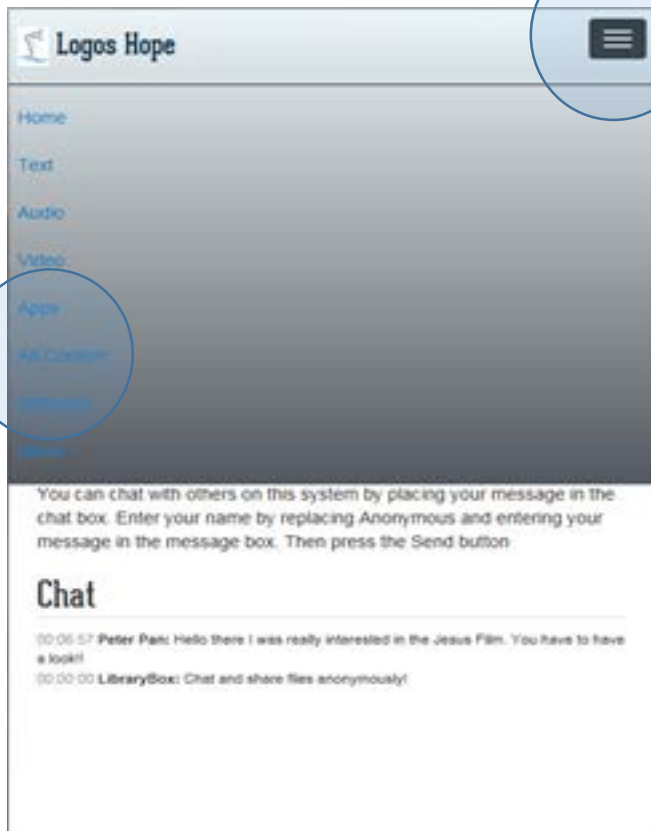 Logos Hope
Home
Text
Audio
Video
Apps
All Content
You can chat with others on this system by placing your message in the
chat box. Enter your name by replacing Anonymous and entering your
message in the message box. Then press the Send button
Chat
00:06:57 Peter Pan: Hello there I was really interested in the Jesus Film. You have to have
a look!!
00:00:00 LibraryBox: Chat and share files anonymously!